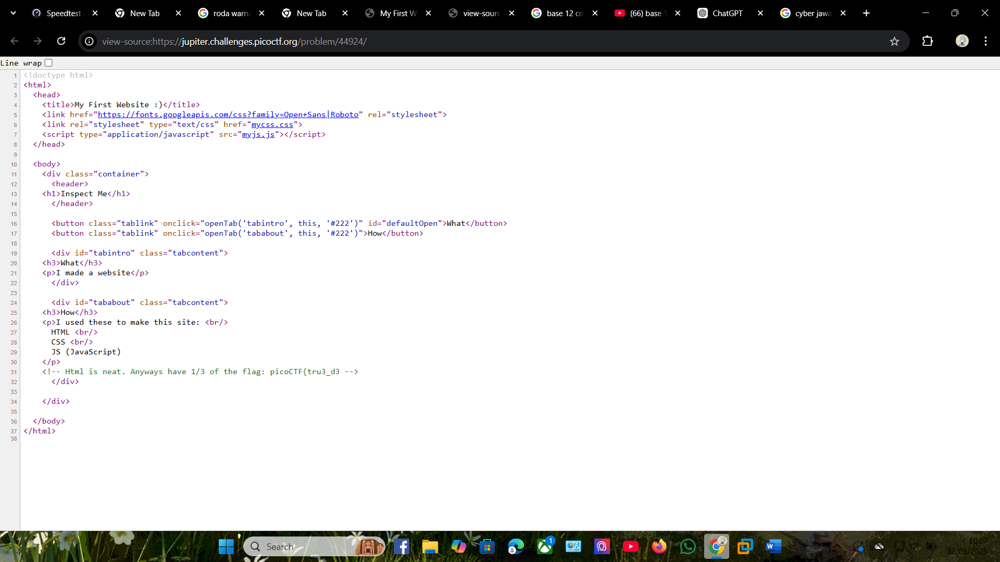 Speedtest
New Tab
roda warna
New Tab
My First W
view-sourc
base 12 co
(66) base 1
ChatGPT
cyber jawa
view-source:https://jupiter.challenges.picoctf.org/problem/44924/
Line wrap
1 <!doctype html>
2 <html>
3 <head>
4 <title>My First Website :)</title>
5 <link href="https://fonts.googleapis.com/css?family=Open+Sans|Roboto" rel="stylesheet">
6 <link rel="stylesheet" type="text/css" href="mycss.css">
7 <script type="application/javascript" src="myjs.js"></script>
8 </head>
9
10 <body>
11 <div class="container">
12 <header>
13 <h1>Inspect Me</h1>
14 </header>
15
16 <button class="tablink" onclick="openTab('tabintro', this, '#222')" id="defaultOpen">What</button>
17 <button class="tablink" onclick="openTab('tababout', this, '#222')">How</button>
18
19 <div id="tabintro" class="tabcontent">
20 <h3>What</h3>
21 <p>I made a website</p>
22 </div>
23
24 <div id="tababout" class="tabcontent">
25 <h3>How</h3>
26 <p>I used these to make this site: <br/>
27 HTML <br/>
28 CSS <br/>
29 JS (JavaScript)
30 </p>
31 <!-- Html is neat. Anyways have 1/3 of the flag: picoCTF{tru3_d3 -->
32 </div>
33
34 </div>
35
36 </body>
37 </html>
38
Search
1
10:07
22/01/2025